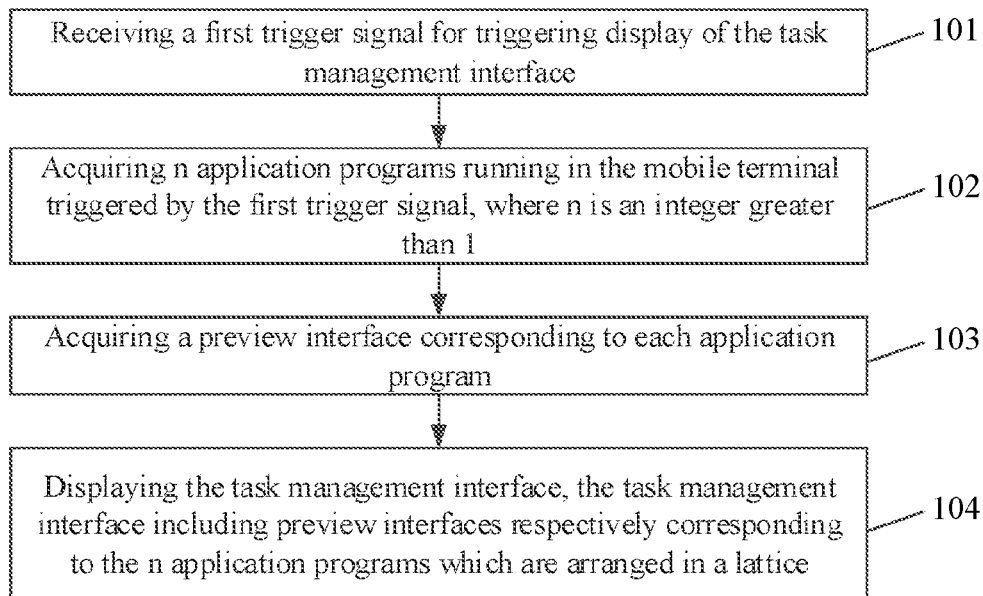 Receiving a first trigger signal for triggering display of the task
management interface
101
Acquiring n application programs running in the mobile terminal
triggered by the first trigger signal, where n is an integer greater
than 1
102
Acquiring a preview interface corresponding to each application
program
103
Displaying the task management interface, the task management
interface including preview interfaces respectively corresponding
to the n application programs which are arranged in a lattice
104